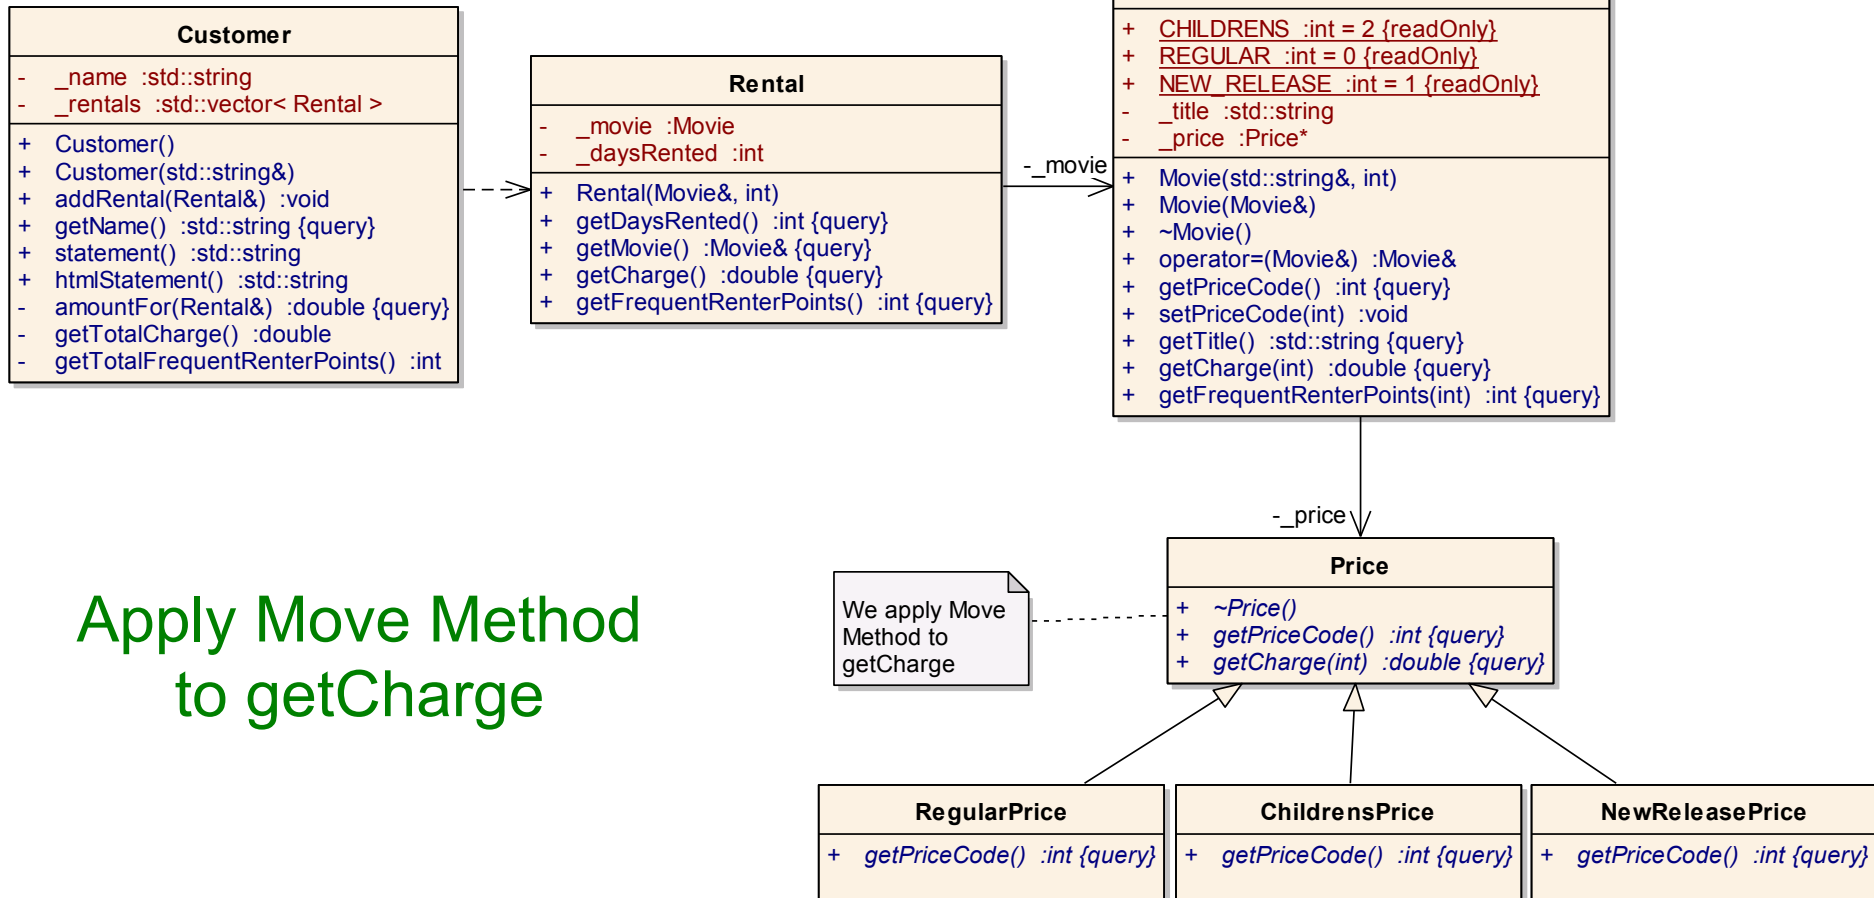 Customer
- _name :std::string
- _rentals :std::vector< Rental >
+ Customer()
+ Customer(std::string&)
+ addRental(Rental&) :void
+ getName() :std::string {query}
+ statement() :std::string
+ htmlStatement() :std::string
- amountFor(Rental&) :double {query}
- getTotalCharge() :double
- getTotalFrequentRenterPoints() :int
Rental
- _movie :Movie
- _daysRented :int
+ Rental(Movie&, int)
+ getDaysRented() :int {query}
+ getMovie() :Movie& {query}
+ getCharge() :double {query}
+ getFrequentRenterPoints() :int {query}
-_movie
+ CHILDRENS :int = 2 {readOnly}
+ REGULAR :int = 0 {readOnly}
+ NEW_RELEASE :int = 1 {readOnly}
- _title :std::string
- _price :Price*
+ Movie(std::string&, int)
+ Movie(Movie&)
+ ~Movie()
+ operator=(Movie&) :Movie&
+ getPriceCode() :int {query}
+ setPriceCode(int) :void
+ getTitle() :std::string {query}
+ getCharge(int) :double {query}
+ getFrequentRenterPoints(int) :int {query}
-_price
Apply Move Method
to getCharge
We apply Move
Method to
getCharge
Price
+ ~Price()
+ getPriceCode() :int {query}
+ getCharge(int) :double {query}
RegularPrice
+ getPriceCode() :int {query}
ChildrensPrice
+ getPriceCode() :int {query}
NewReleasePrice
+ getPriceCode() :int {query}